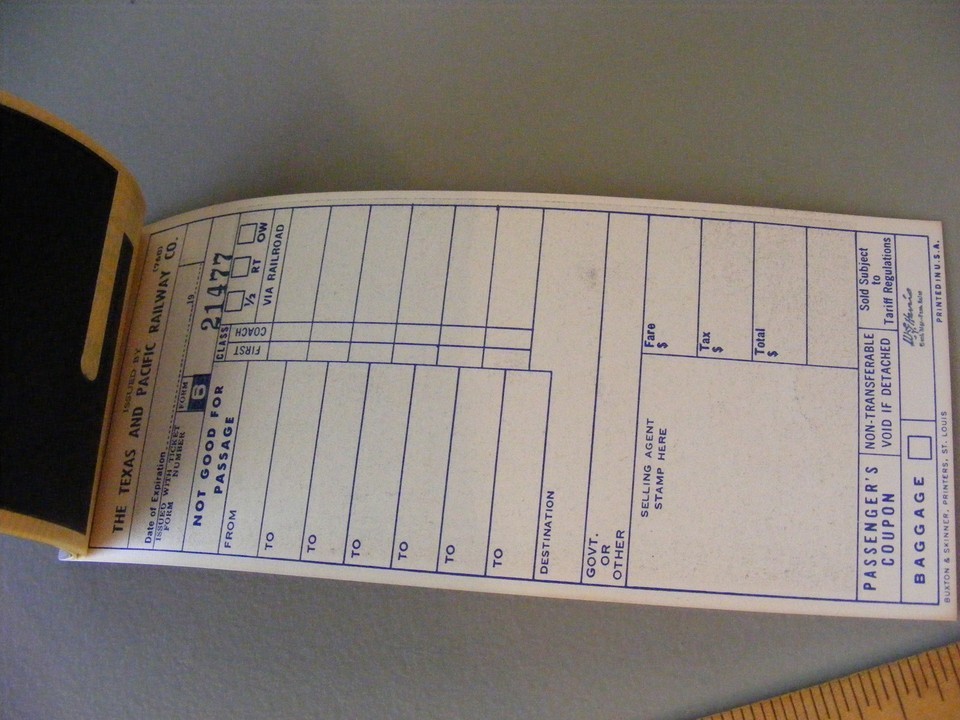 ISSUED BY
THE TEXAS AND PACIFIC RAILWAY CO.
(760)
Date of Expiration 19
ISSUED WITH TICKET
FORM NUMBER
FORM
6
21477
NOT GOOD FOR
PASSAGE
CLASS
½ RT OW
FROM
FIRST
COACH
VIA RAILROAD
TO
TO
TO
TO
TO
TO
DESTINATION
GOVT.
OR
OTHER
SELLING AGENT
STAMP HERE
Fare
$
Tax
$
Total
$
PASSENGER'S
COUPON
NON-TRANSFERABLE
VOID IF DETACHED
Sold Subject
to
Tariff Regulations
BAGGAGE
BUXTON & SKINNER, PRINTERS, ST. LOUIS
PRINTED IN U.S.A.